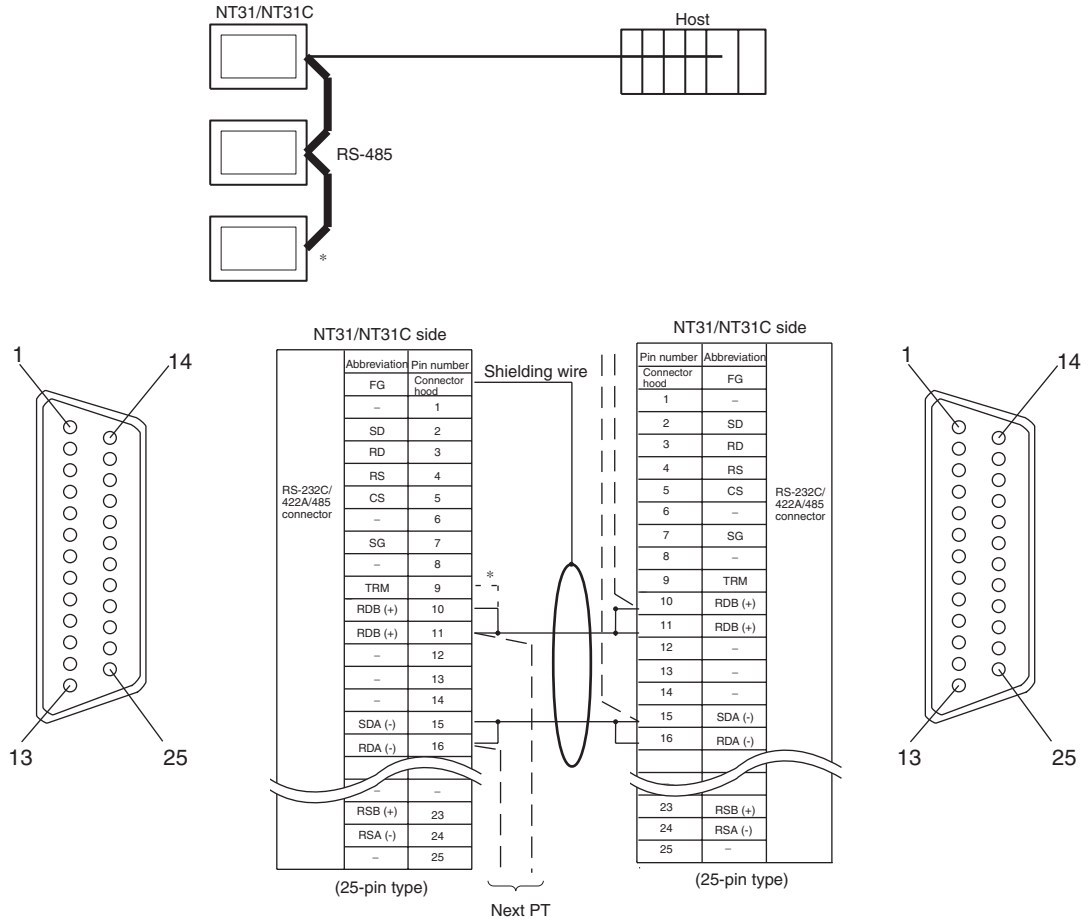 NT31/NT31C
Host
RS-485
*
NT31/NT31C side
Abbreviation Pin number
FG Connector hood
– 1
SD 2
RD 3
RS 4
CS 5
– 6
SG 7
– 8
TRM 9
RDB (+) 10
RDB (+) 11
– 12
– 13
– 14
SDA (-) 15
RDA (-) 16
– –
RSB (+) 23
RSA (-) 24
– 25
RS-232C/
422A/485
connector
(25-pin type)
Shielding wire
*
Next PT
NT31/NT31C side
Pin number Abbreviation
Connector hood FG
1 –
2 SD
3 RD
4 RS
5 CS
6 –
7 SG
8 –
9 TRM
10 RDB (+)
11 RDB (+)
12 –
13 –
14 –
15 SDA (-)
16 RDA (-)
– –
23 RSB (+)
24 RSA (-)
25 –
RS-232C/
422A/485
connector
(25-pin type)
1
14
13
25
1
14
13
25